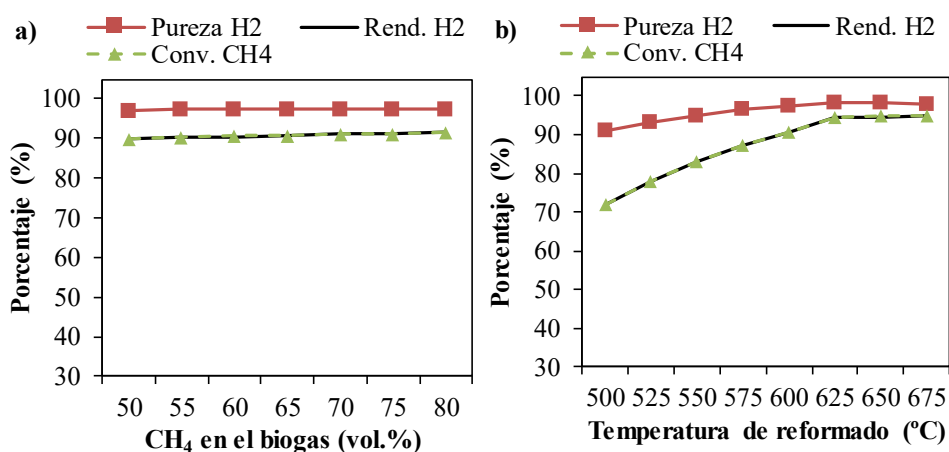 a)
Pureza H2
Rend. H2
Conv. CH4
Porcentaje (%)
100
90
80
70
60
50
40
30
50 55 60 65 70 75 80
CH₄ en el biogas (vol.%)
b)
Pureza H2
Rend. H2
Conv. CH4
Porcentaje (%)
100
90
80
70
60
50
40
30
500 525 550 575 600 625 650 675
Temperatura de reformado (ºC)